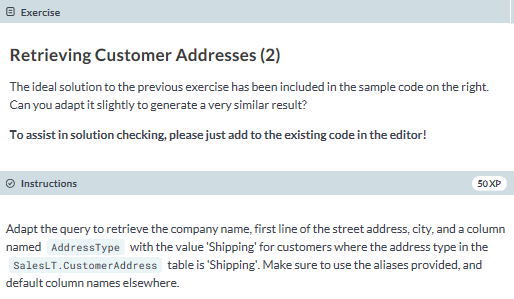 Exercise
Retrieving Customer Addresses (2)
The ideal solution to the previous exercise has been included in the sample code on the right.
Can you adapt it slightly to generate a very similar result?
To assist in solution checking, please just add to the existing code in the editor!
Instructions
50 XP
Adapt the query to retrieve the company name, first line of the street address, city, and a column
named AddressType with the value 'Shipping' for customers where the address type in the
SalesLT.CustomerAddress table is 'Shipping'. Make sure to use the aliases provided, and
default column names elsewhere.